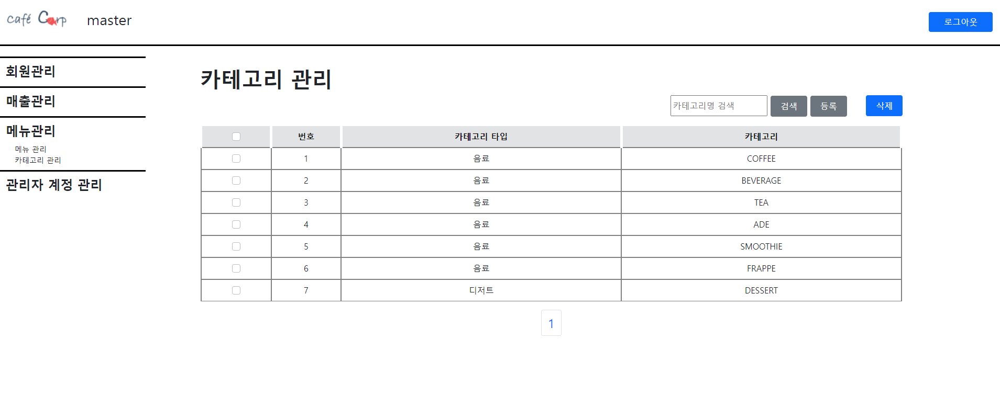 café Corp master
로그아웃
회원관리
매출관리
메뉴관리
메뉴 관리
카테고리 관리
관리자 계정 관리
카테고리 관리
카테고리명 검색 검색 등록 삭제
번호 카테고리 타입 카테고리
1 음료 COFFEE
2 음료 BEVERAGE
3 음료 TEA
4 음료 ADE
5 음료 SMOOTHIE
6 음료 FRAPPE
7 디저트 DESSERT
1